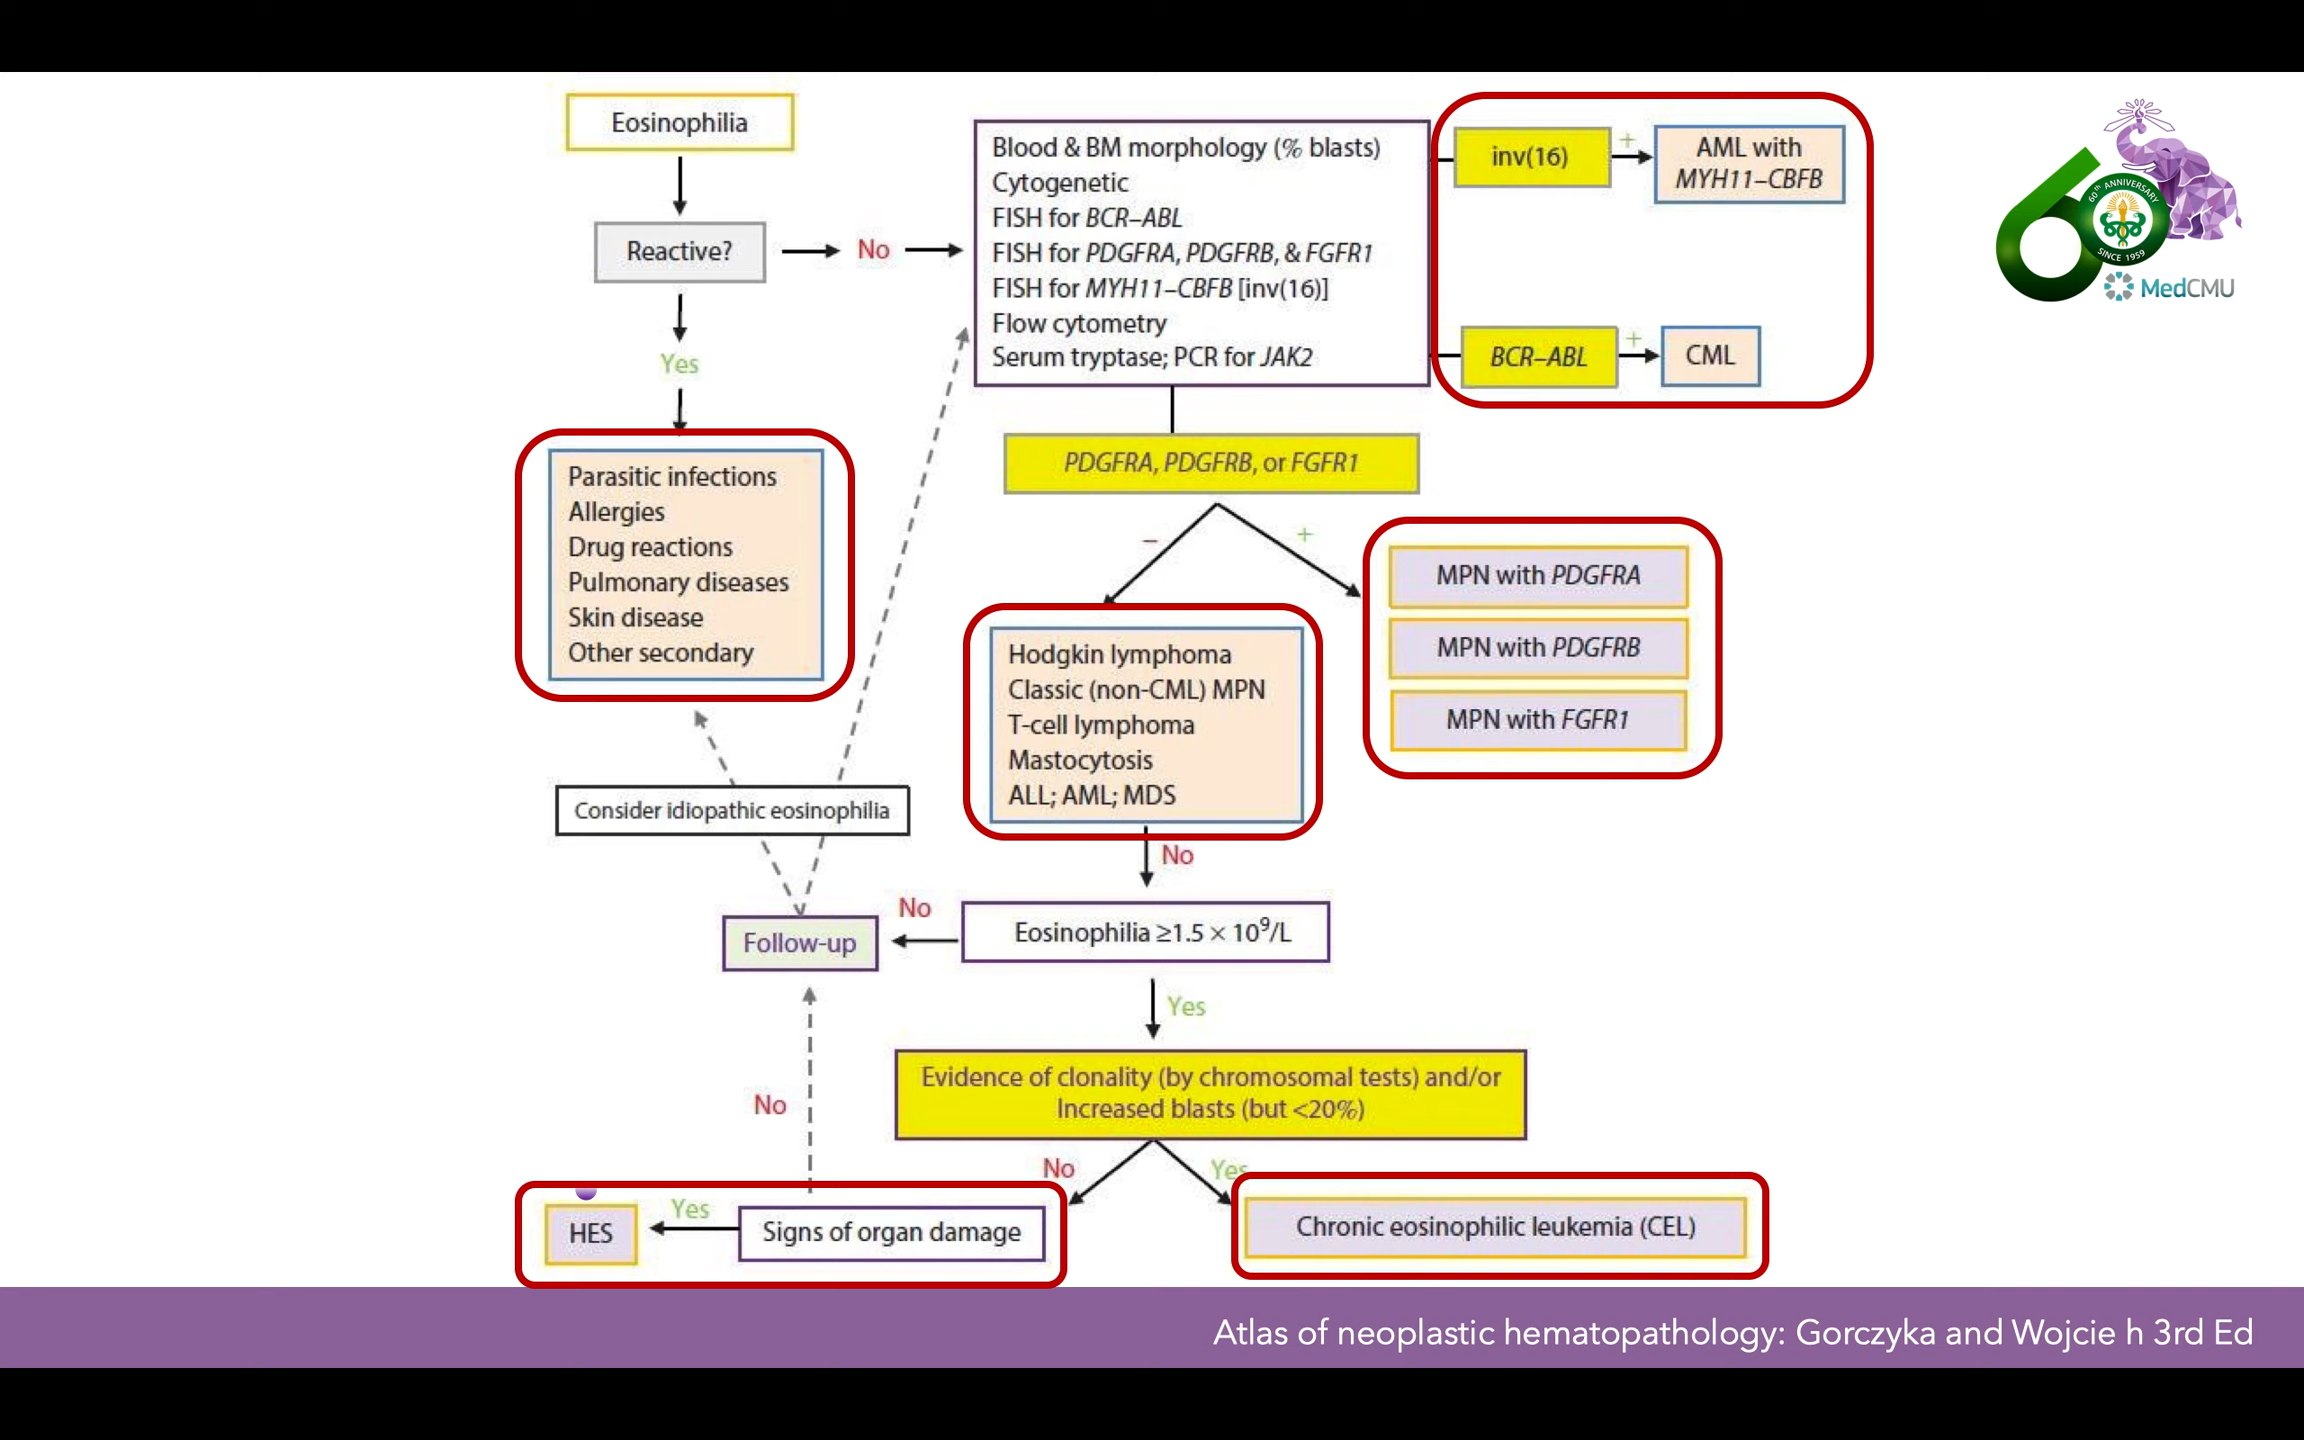 Eosinophilia
Reactive?
No
Yes
Parasitic infections
Allergies
Drug reactions
Pulmonary diseases
Skin disease
Other secondary
Blood & BM morphology (% blasts)
Cytogenetic
FISH for BCR–ABL
FISH for PDGFRA, PDGFRB, & FGFR1
FISH for MYH11–CBFB [inv(16)]
Flow cytometry
Serum tryptase; PCR for JAK2
inv(16)
+
AML with
MYH11–CBFB
BCR–ABL
+
CML
60th ANNIVERSARY
SINCE 1959
MedCMU
PDGFRA, PDGFRB, or FGFR1
–
+
MPN with PDGFRA
MPN with PDGFRB
MPN with FGFR1
Hodgkin lymphoma
Classic (non-CML) MPN
T-cell lymphoma
Mastocytosis
ALL; AML; MDS
Consider idiopathic eosinophilia
No
Eosinophilia ≥1.5 × 10⁹/L
No
Follow-up
Yes
Evidence of clonality (by chromosomal tests) and/or
Increased blasts (but <20%)
No
No
Yes
HES
Yes
Signs of organ damage
Chronic eosinophilic leukemia (CEL)
Atlas of neoplastic hematopathology: Gorczyka and Wojcie h 3rd Ed